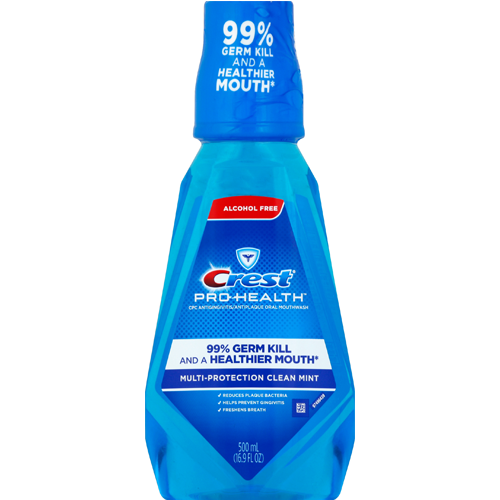 99%
GERM KILL
AND A
HEALTHIER
MOUTH*
ALCOHOL FREE
Crest
PRO-HEALTH™
CPC ANTIGINGIVITIS/ANTIPLAQUE ORAL MOUTHWASH
99% GERM KILL
AND A HEALTHIER MOUTH*
MULTI-PROTECTION CLEAN MINT
✓ REDUCES PLAQUE BACTERIA
✓ HELPS PREVENT GINGIVITIS
✓ FRESHENS BREATH
500 mL
(16.9 FL OZ)